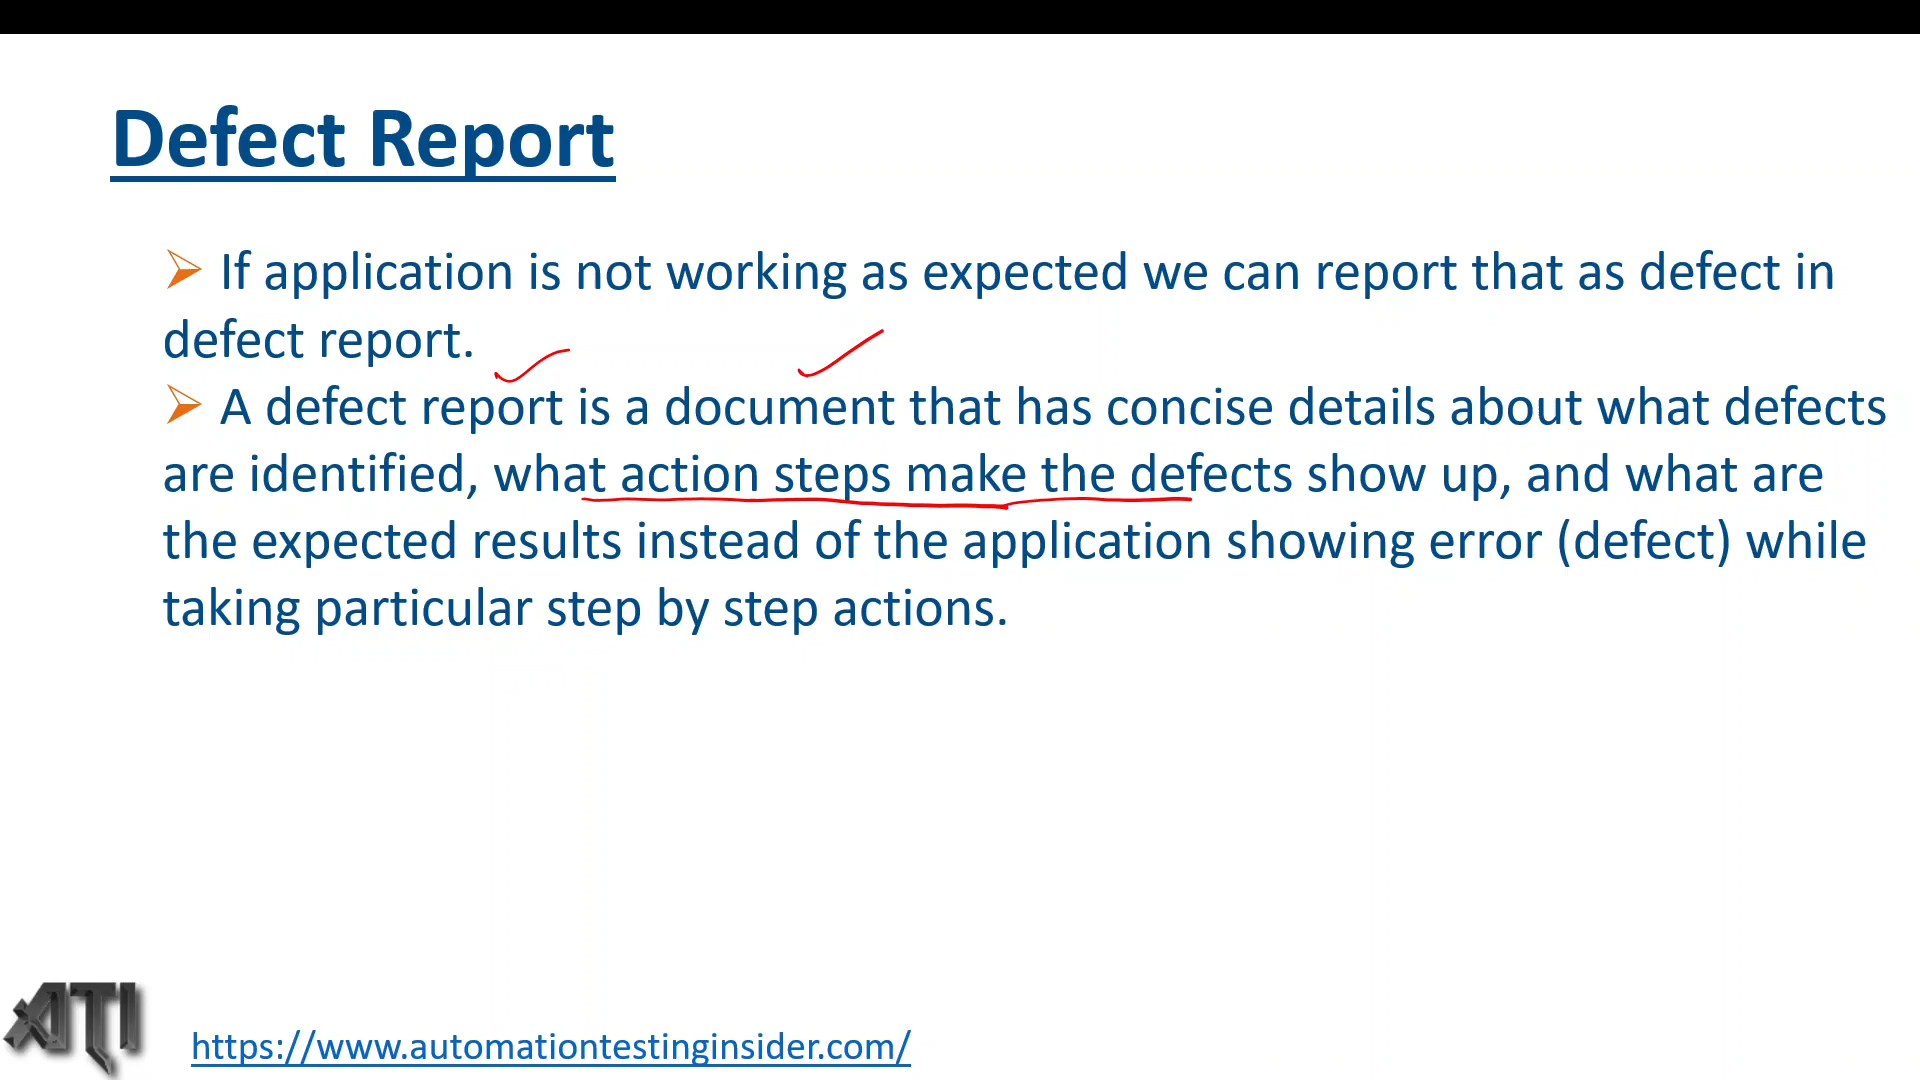 Defect Report
➢ If application is not working as expected we can report that as defect in
defect report.
➢ A defect report is a document that has concise details about what defects
are identified, what action steps make the defects show up, and what are
the expected results instead of the application showing error (defect) while
taking particular step by step actions.
ATI
https://www.automationtestinginsider.com/